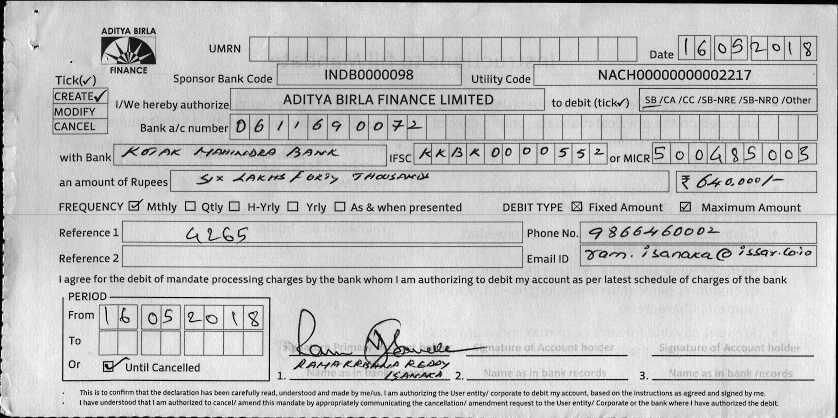 ADITYA BIRLA
FINANCE
UMRN
Date 16052018
Tick(✓) Sponsor Bank Code INDB0000098 Utility Code NACH00000000002217
CREATE✓
MODIFY
CANCEL
I/We hereby authorize ADITYA BIRLA FINANCE LIMITED to debit (tick✓) SB /CA /CC /SB-NRE /SB-NRO /Other
Bank a/c number 0611690072
with Bank KOTAK MAHINDRA BANK IFSC KKBK0000552 or MICR 500485003
an amount of Rupees SIX LAKHS FORTY THOUSANDS ₹ 640,000/-
FREQUENCY ☑ Mthly ☐ Qtly ☐ H-Yrly ☐ Yrly ☐ As & when presented DEBIT TYPE ☒ Fixed Amount ☑ Maximum Amount
Reference 1 4265 Phone No. 9866460002
Reference 2 Email ID ram.isanaka@issar.co.in
I agree for the debit of mandate processing charges by the bank whom I am authorizing to debit my account as per latest schedule of charges of the bank
PERIOD
From 16052018
To
Or ☑ Until Cancelled
Signature of Account holder Signature of Account holder
RAMAKRISHNA REDDY
ISANAKA
1. Name as in bank 2. Name as in bank records 3. Name as in bank records
· This is to confirm that the declaration has been carefully read, understood and made by me/us. I am authorizing the User entity/ corporate to debit my account, based on the instructions as agreed and signed by me.
· I have understood that I am authorized to cancel/ amend this mandate by appropriately communicating the cancellation/ amendment request to the User entity/ Corporate or the bank where I have authorized the debit.